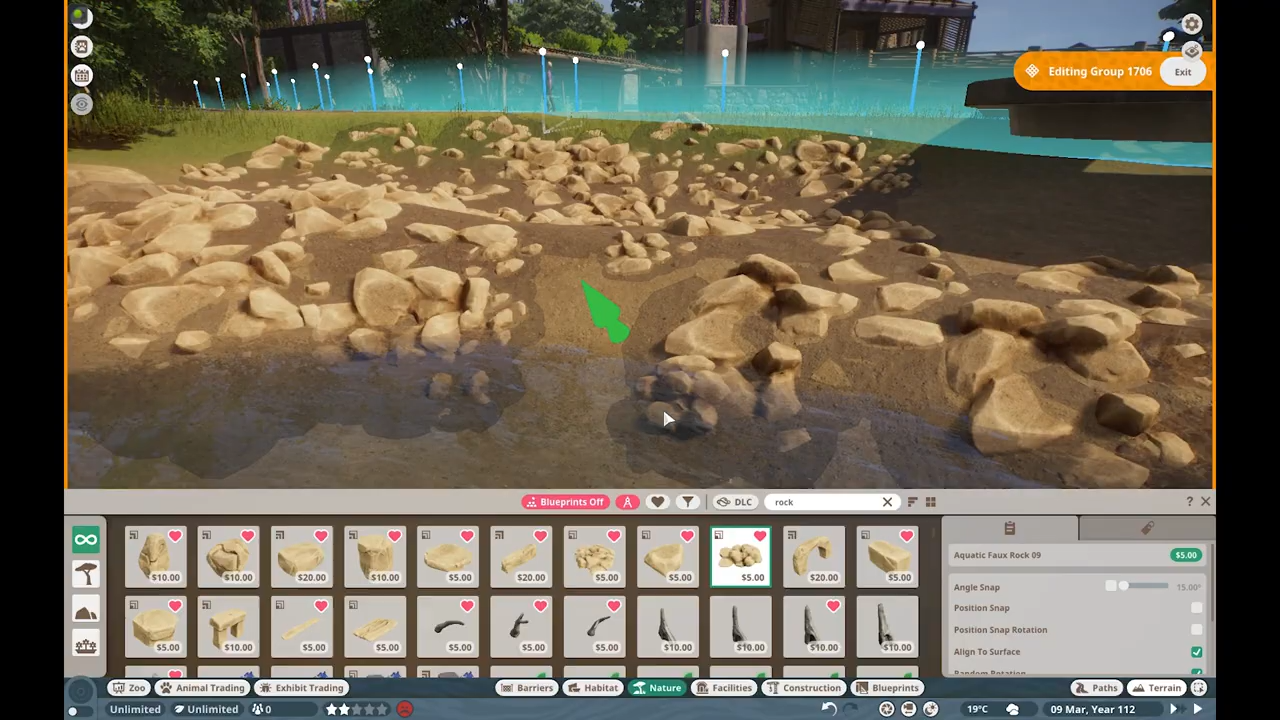 Editing Group 1706 Exit
Blueprints Off DLC rock ?
$10.00 $10.00 $20.00 $10.00 $5.00 $20.00 $5.00 $5.00 $5.00 $20.00 $5.00
Aquatic Faux Rock 09 $5.00
Angle Snap 15.00°
Position Snap
Position Snap Rotation
$5.00 $10.00 $5.00 $5.00 $5.00 $5.00 $5.00 $10.00 $10.00 $10.00 $10.00
Align To Surface
Random Rotation
Zoo Animal Trading Exhibit Trading Barriers Habitat Nature Facilities Construction Blueprints Paths Terrain
Unlimited Unlimited 0 19°C 09 Mar, Year 112